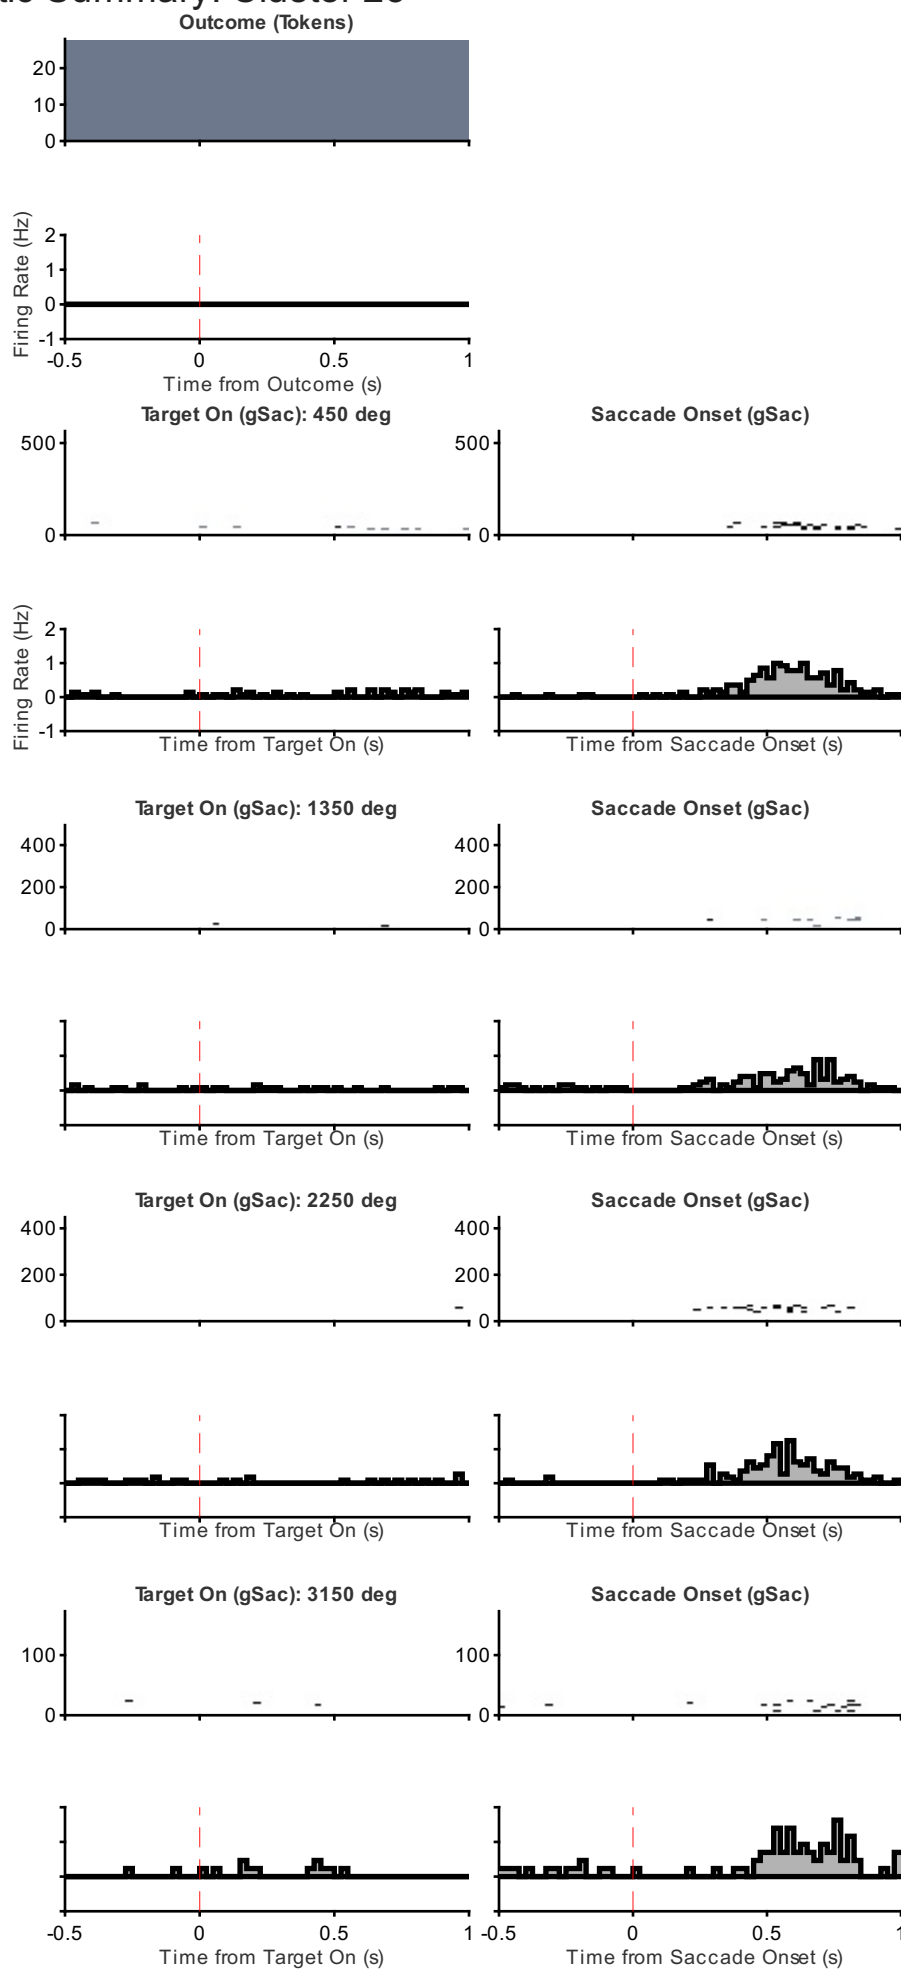 Summary: Cluster
Outcome (Tokens)
20
10
0
Firing Rate (Hz)
2
1
0
-1
-0.5 0 0.5 1
Time from Outcome (s)
Target On (gSac): 450 deg Saccade Onset (gSac)
500 500
0 0
Firing Rate (Hz)
2
1
0
-1
Time from Target On (s) Time from Saccade Onset (s)
Target On (gSac): 1350 deg Saccade Onset (gSac)
400 400
200 200
0 0
Time from Target On (s) Time from Saccade Onset (s)
Target On (gSac): 2250 deg Saccade Onset (gSac)
400 400
200 200
0 0
Time from Target On (s) Time from Saccade Onset (s)
Target On (gSac): 3150 deg Saccade Onset (gSac)
100 100
0 0
-0.5 0 0.5 1 -0.5 0 0.5 1
Time from Target On (s) Time from Saccade Onset (s)